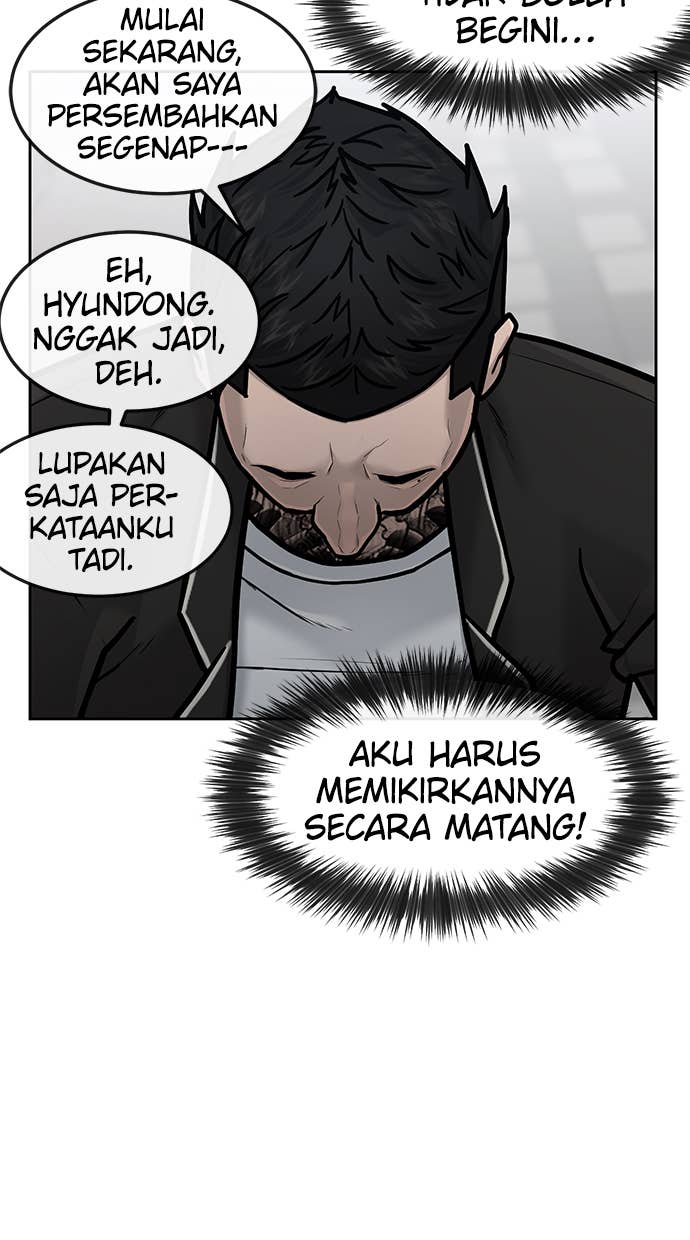 BEGINI...
MULAI
SEKARANG,
AKAN SAYA
PERSEMBAHKAN
SEGENAP---
EH,
HYUNDONG.
NGGAK JADI,
DEH.
LUPAKAN
SAJA PER-
KATAANKU
TADI.
AKU HARUS
MEMIKIRKANNYA
SECARA MATANG!